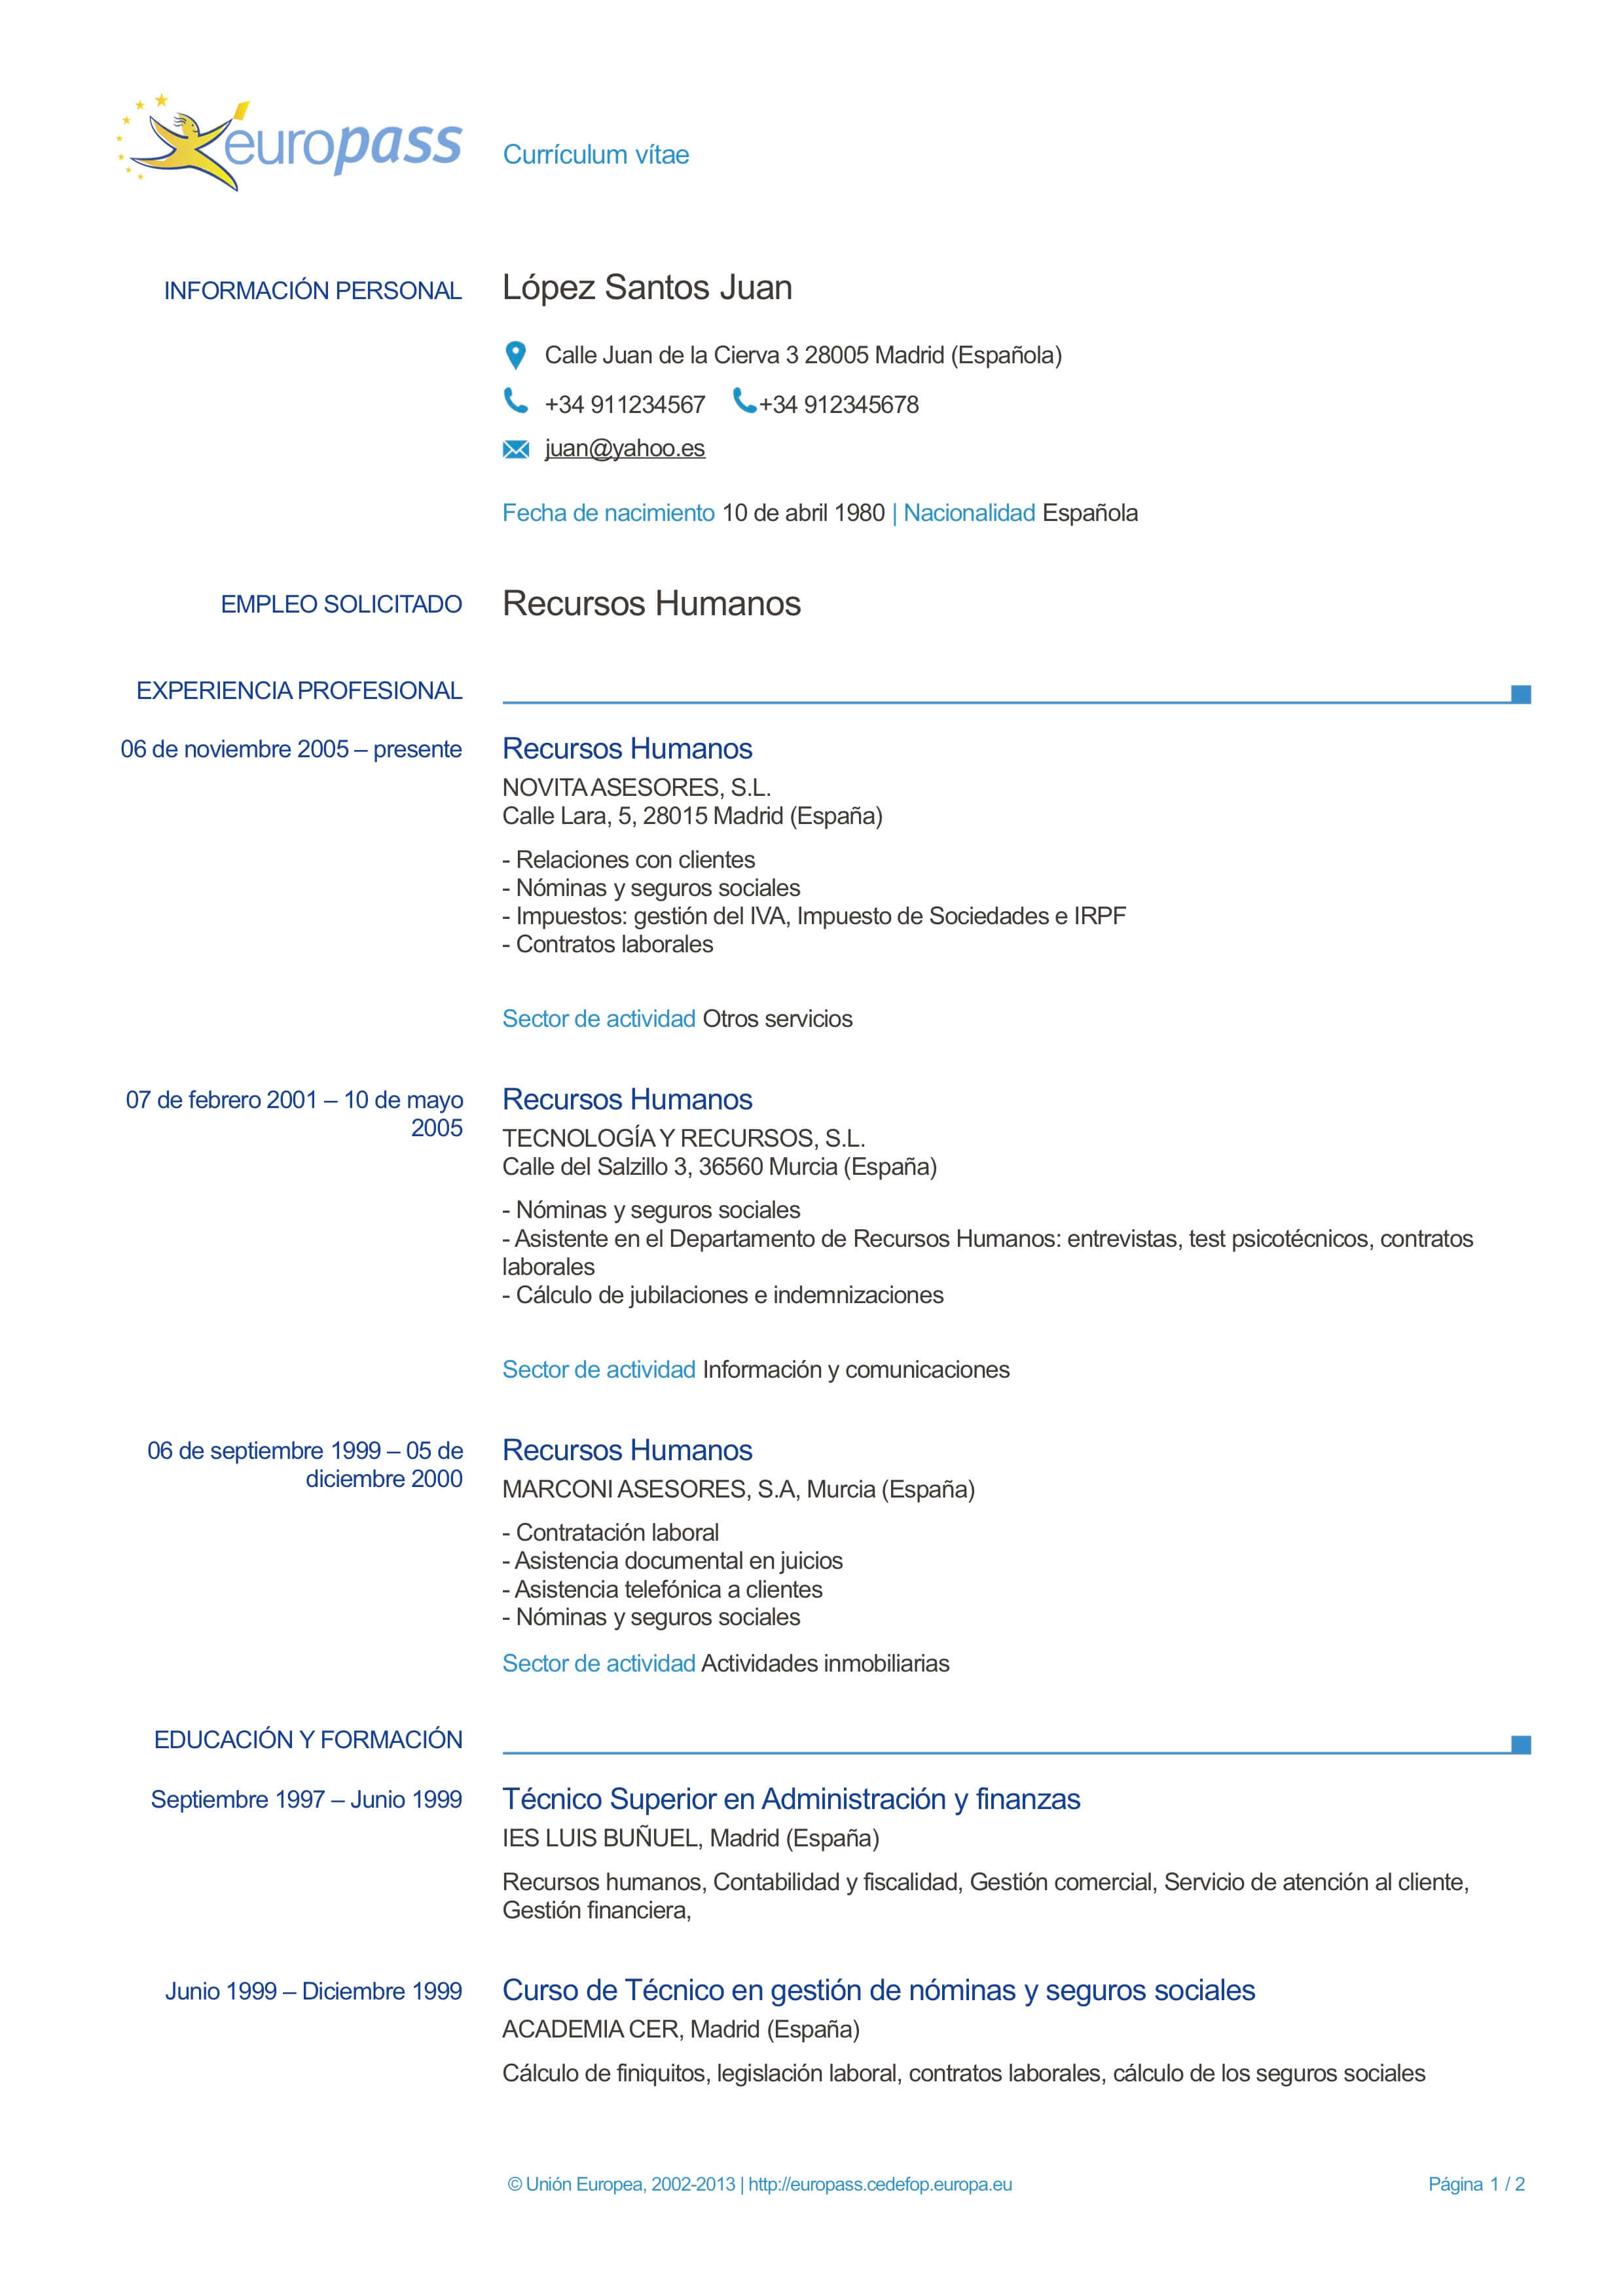 europass
Currículum vítae
INFORMACIÓN PERSONAL
López Santos Juan
Calle Juan de la Cierva 3 28005 Madrid (Española)
+34 911234567 +34 912345678
juan@yahoo.es
Fecha de nacimiento 10 de abril 1980 | Nacionalidad Española
EMPLEO SOLICITADO
Recursos Humanos
EXPERIENCIA PROFESIONAL
06 de noviembre 2005 – presente
Recursos Humanos
NOVITA ASESORES, S.L.
Calle Lara, 5, 28015 Madrid (España)
- Relaciones con clientes
- Nóminas y seguros sociales
- Impuestos: gestión del IVA, Impuesto de Sociedades e IRPF
- Contratos laborales
Sector de actividad Otros servicios
07 de febrero 2001 – 10 de mayo
2005
Recursos Humanos
TECNOLOGÍA Y RECURSOS, S.L.
Calle del Salzillo 3, 36560 Murcia (España)
- Nóminas y seguros sociales
- Asistente en el Departamento de Recursos Humanos: entrevistas, test psicotécnicos, contratos
laborales
- Cálculo de jubilaciones e indemnizaciones
Sector de actividad Información y comunicaciones
06 de septiembre 1999 – 05 de
diciembre 2000
Recursos Humanos
MARCONI ASESORES, S.A, Murcia (España)
- Contratación laboral
- Asistencia documental en juicios
- Asistencia telefónica a clientes
- Nóminas y seguros sociales
Sector de actividad Actividades inmobiliarias
EDUCACIÓN Y FORMACIÓN
Septiembre 1997 – Junio 1999
Técnico Superior en Administración y finanzas
IES LUIS BUÑUEL, Madrid (España)
Recursos humanos, Contabilidad y fiscalidad, Gestión comercial, Servicio de atención al cliente,
Gestión financiera,
Junio 1999 – Diciembre 1999
Curso de Técnico en gestión de nóminas y seguros sociales
ACADEMIA CER, Madrid (España)
Cálculo de finiquitos, legislación laboral, contratos laborales, cálculo de los seguros sociales
© Unión Europea, 2002-2013 | http://europass.cedefop.europa.eu
Página 1 / 2